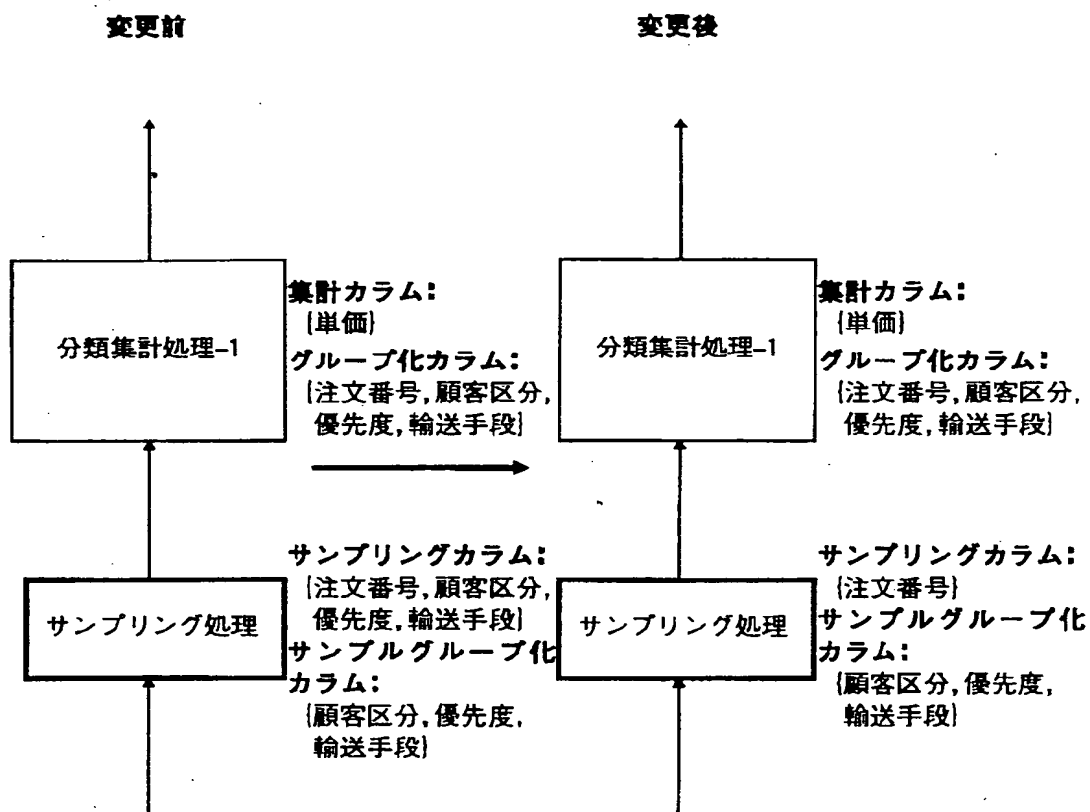 変更前
分類集計処理-1
集計カラム:
{単価}
グループ化カラム:
{注文番号,顧客区分,
優先度,輸送手段}
サンプリング処理
サンプリングカラム:
{注文番号,顧客区分,
優先度,輸送手段}
サンプルグループ化
カラム:
{顧客区分,優先度,
輸送手段}
変更後
分類集計処理-1
集計カラム:
{単価}
グループ化カラム:
{注文番号,顧客区分,
優先度,輸送手段}
サンプリング処理
サンプリングカラム:
{注文番号}
サンプルグループ化
カラム:
{顧客区分,優先度,
輸送手段}